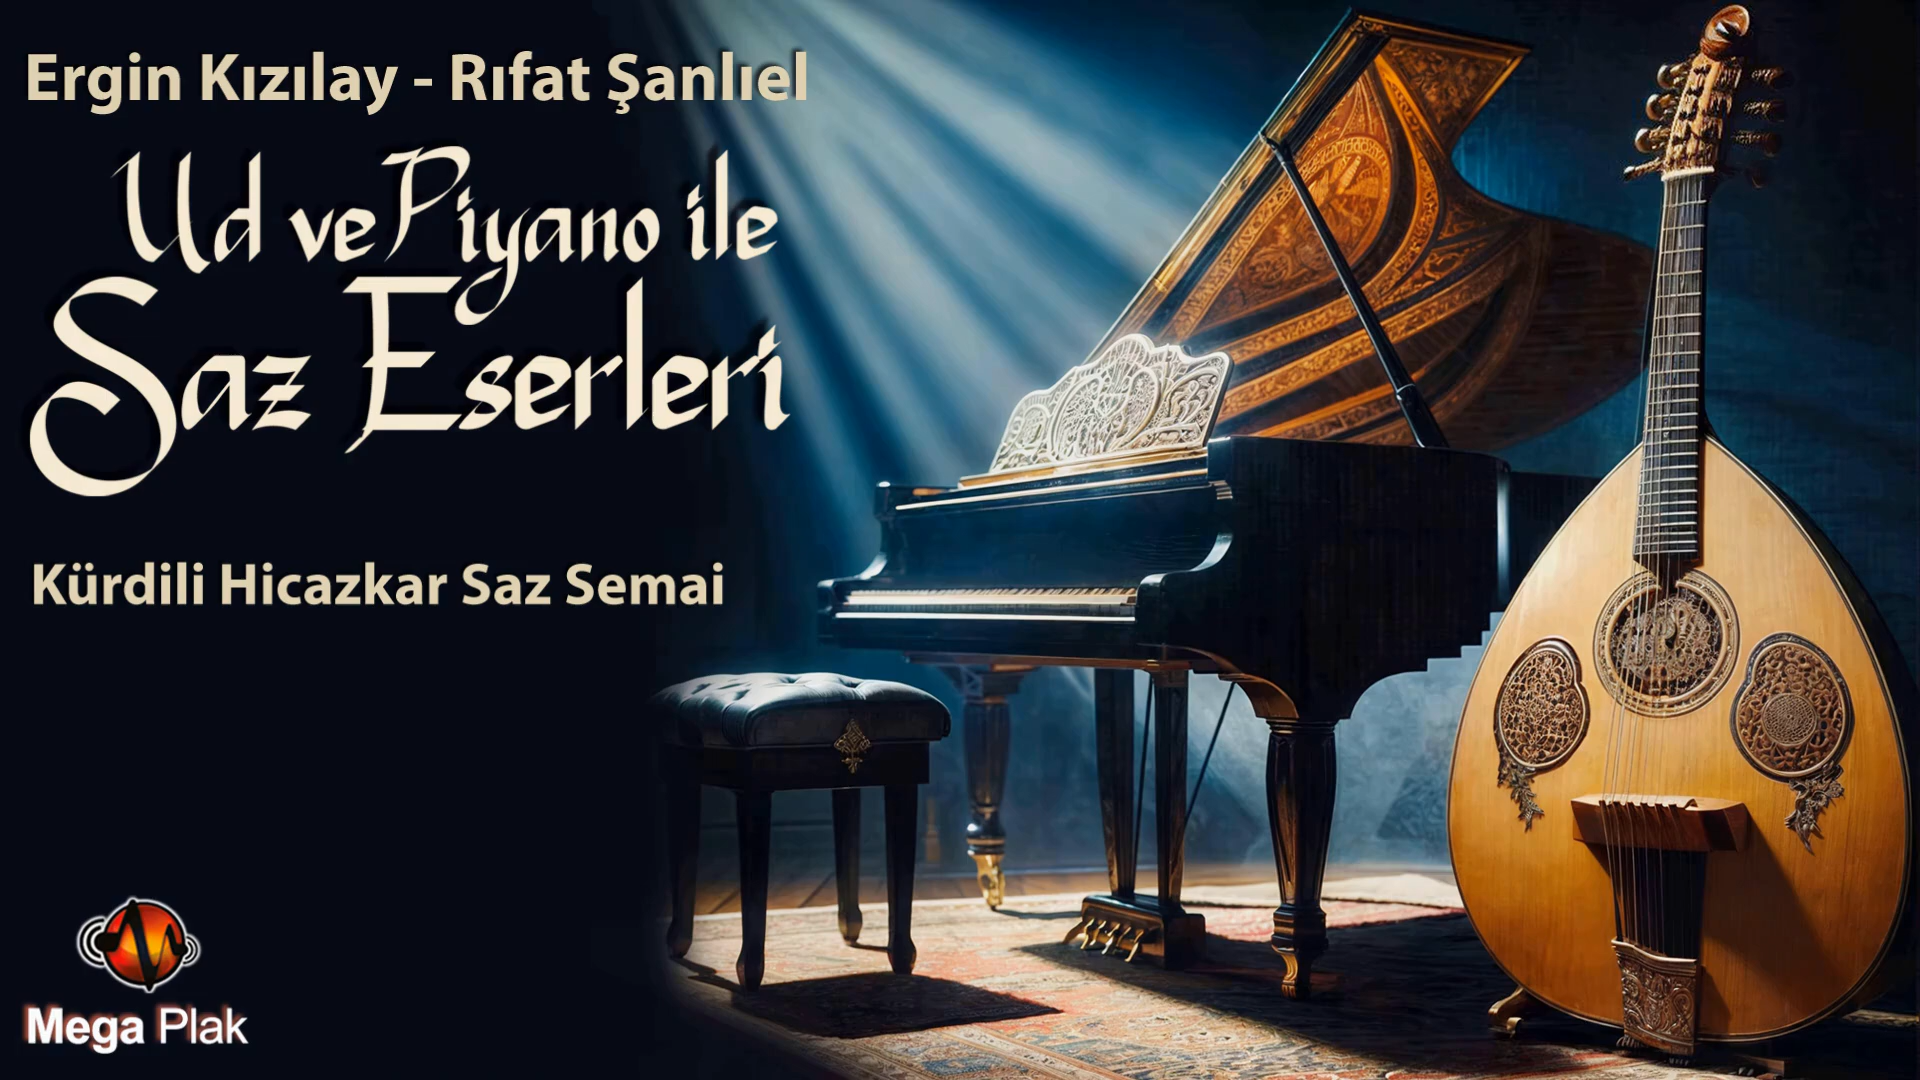 Ergin Kızılay - Rıfat Şanlıel
Ud ve Piyano ile
Saz Eserleri
Kürdili Hicazkar Saz Semai
Mega Plak